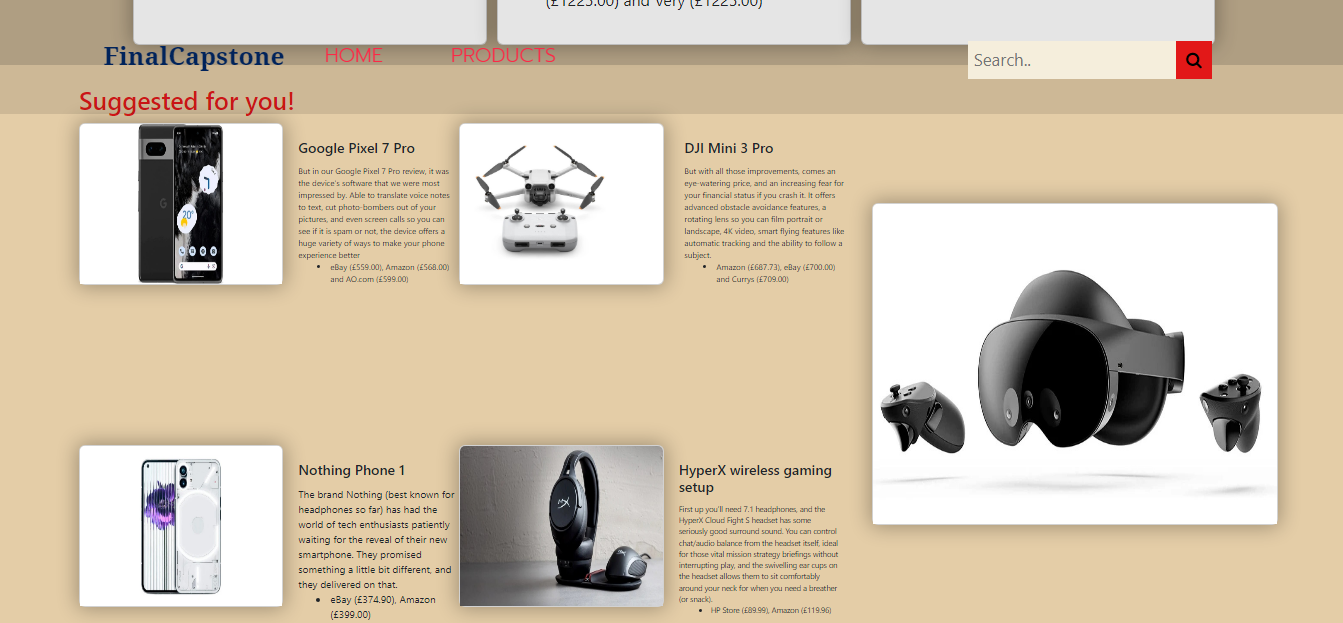 (£1225.00) and Very (£1225.00)
FinalCapstone
HOME
PRODUCTS
Search..
Suggested for you!
Google Pixel 7 Pro
But in our Google Pixel 7 Pro review, it was
the device's software that we were most
impressed by. Able to translate voice notes
to text, cut photo-bombers out of your
pictures, and even screen calls so you can
see if it is spam or not, the device offers a
huge variety of ways to make your phone
experience better
• eBay (£559.00), Amazon (£568.00)
and AO.com (£599.00)
DJI Mini 3 Pro
But with all those improvements, comes an
eye-watering price, and an increasing fear for
your financial status if you crash it. It offers
advanced obstacle avoidance features, a
rotating lens so you can film portrait or
landscape, 4K video, smart flying features like
automatic tracking and the ability to follow a
subject.
• Amazon (£687.73), eBay (£700.00)
and Currys (£709.00)
Nothing Phone 1
The brand Nothing (best known for
headphones so far) has had the
world of tech enthusiasts patiently
waiting for the reveal of their new
smartphone. They promised
something a little bit different, and
they delivered on that.
• eBay (£374.90), Amazon
(£399.00)
HyperX wireless gaming
setup
First up you'll need 7.1 headphones, and the
HyperX Cloud Fight S headset has some
seriously good surround sound. You can control
chat/audio balance from the headset itself, ideal
for those vital mission strategy briefings without
interrupting play, and the swivelling ear cups on
the headset allows them to sit comfortably
around your neck for when you need a breather
(or snack).
• HP Store (£89.99), Amazon (£119.96)
20°
G